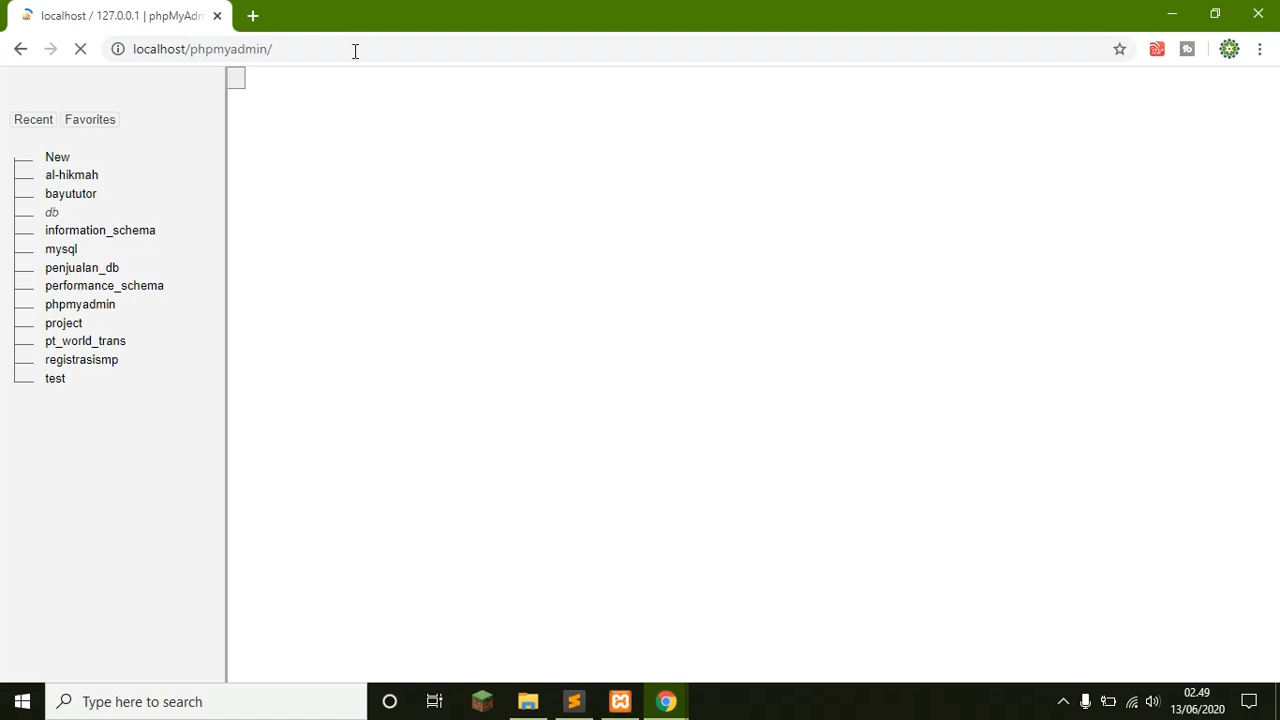 localhost / 127.0.0.1 | phpMyAdm
localhost/phpmyadmin/
Recent Favorites
New
al-hikmah
bayututor
db
information_schema
mysql
penjualan_db
performance_schema
phpmyadmin
project
pt_world_trans
registrasismp
test
Type here to search
02.49
13/06/2020